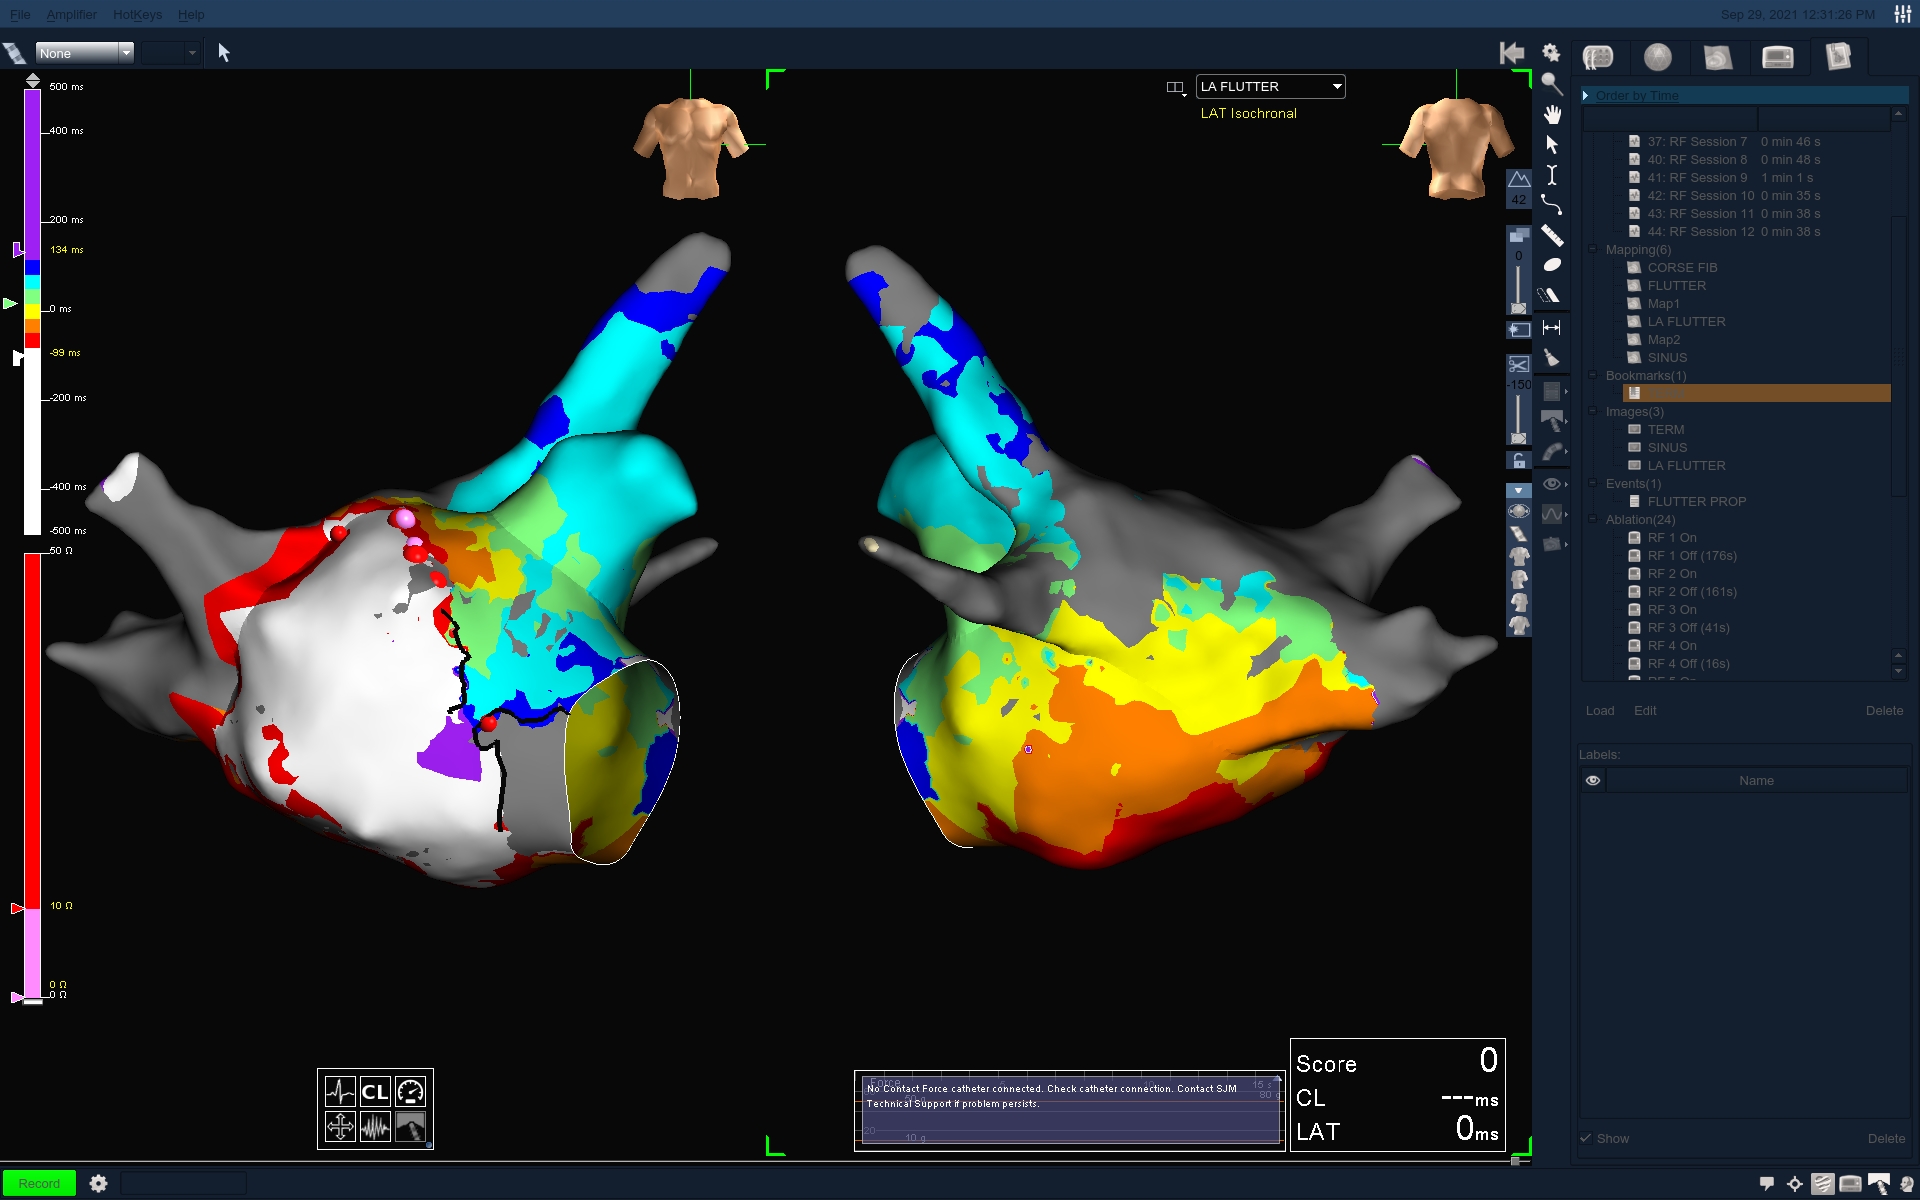 File Amplifier HotKeys Help
Sep 29, 2021 12:31:26 PM
None
LA FLUTTER
LAT Isochronal
500 ms
400 ms
200 ms
134 ms
0 ms
-99 ms
-200 ms
-400 ms
-500 ms
50 Ω
10 Ω
0 Ω
0 Ω
42
0
-150
Order by Time
37: RF Session 7 0 min 46 s
40: RF Session 8 0 min 48 s
41: RF Session 9 1 min 1 s
42: RF Session 10 0 min 35 s
43: RF Session 11 0 min 38 s
44: RF Session 12 0 min 38 s
Mapping(6)
CORSE FIB
FLUTTER
Map1
LA FLUTTER
Map2
SINUS
Bookmarks(1)
Images(3)
TERM
SINUS
LA FLUTTER
Events(1)
FLUTTER PROP
Ablation(24)
RF 1 On
RF 1 Off (176s)
RF 2 On
RF 2 Off (161s)
RF 3 On
RF 3 Off (41s)
RF 4 On
RF 4 Off (16s)
RF 5 On
Load Edit Delete
Labels:
Name
Show Delete
CL
Force
15 s
80 g
No Contact Force catheter connected. Check catheter connection. Contact SJM
Technical Support if problem persists.
20
10 g
Score 0
CL ---ms
LAT 0ms
Record